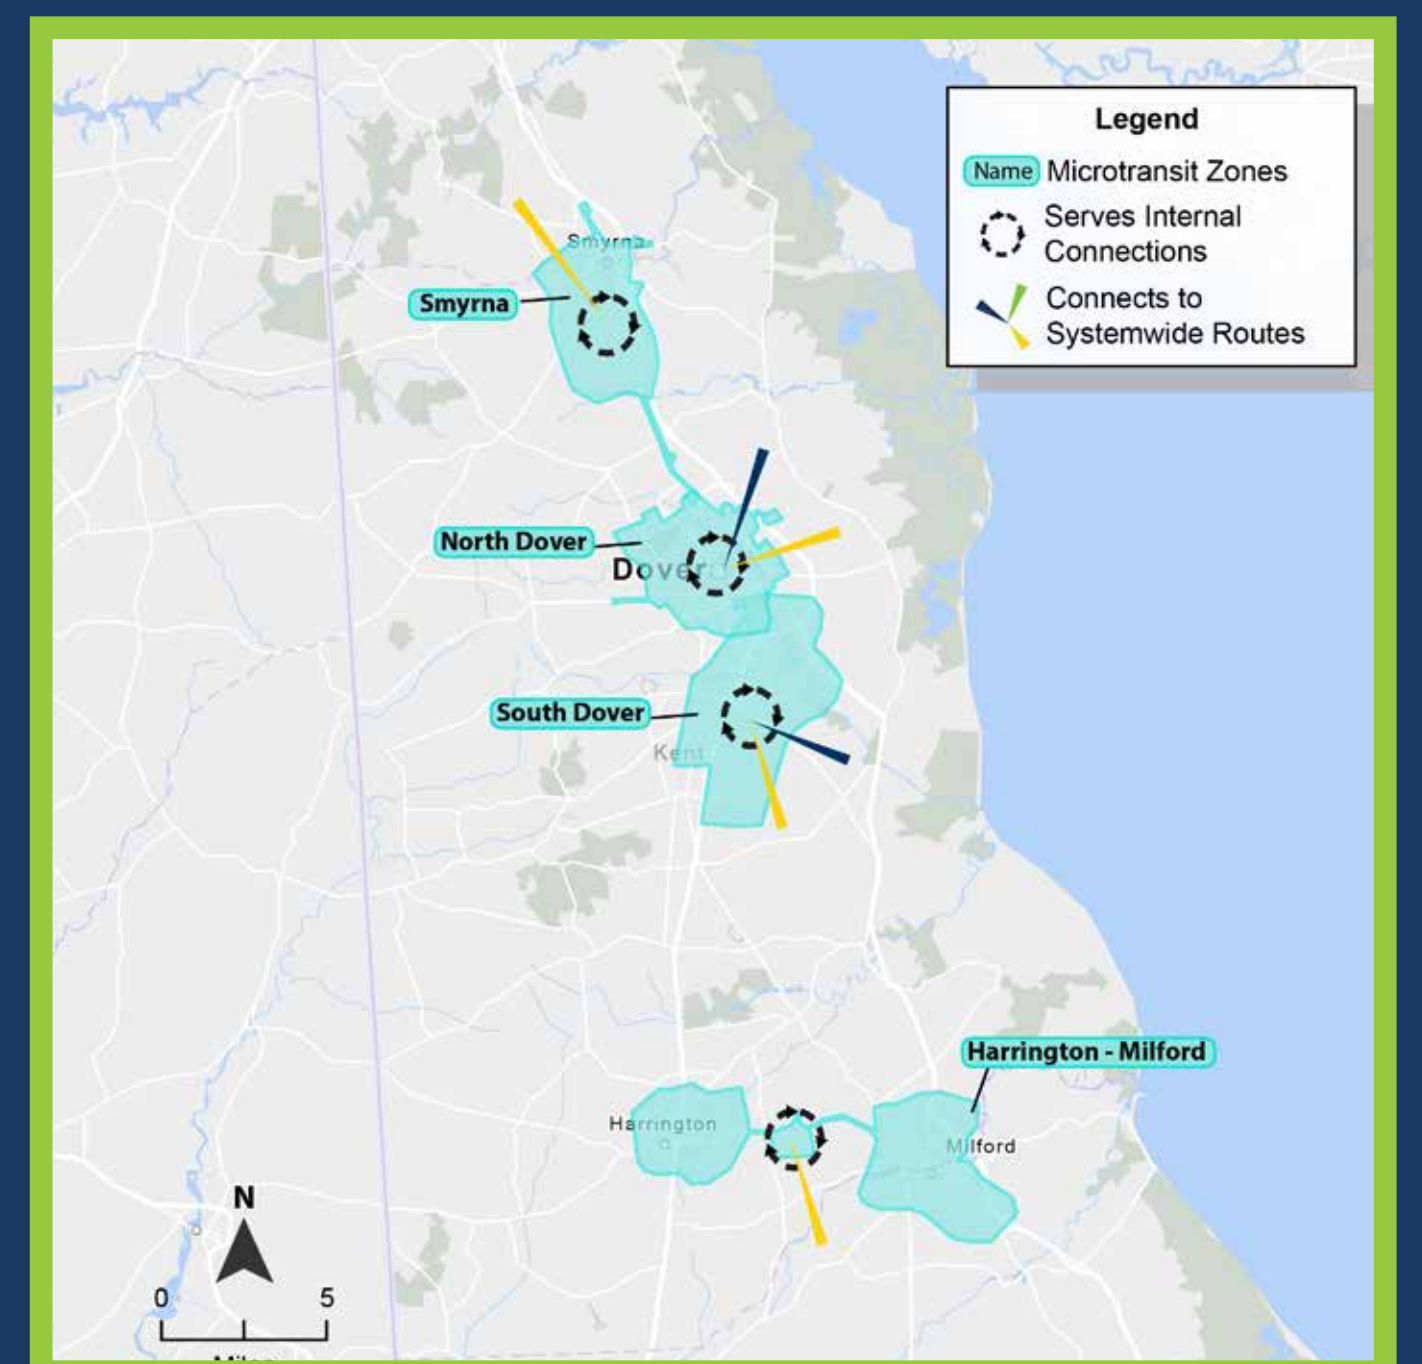 Legend
Name Microtransit Zones
Serves Internal
Connections
Connects to
Systemwide Routes
Smyrna
Smyrna
North Dover
Dover
South Dover
Kent
Harrington - Milford
Harrington
Milford
N
0 5
Miles